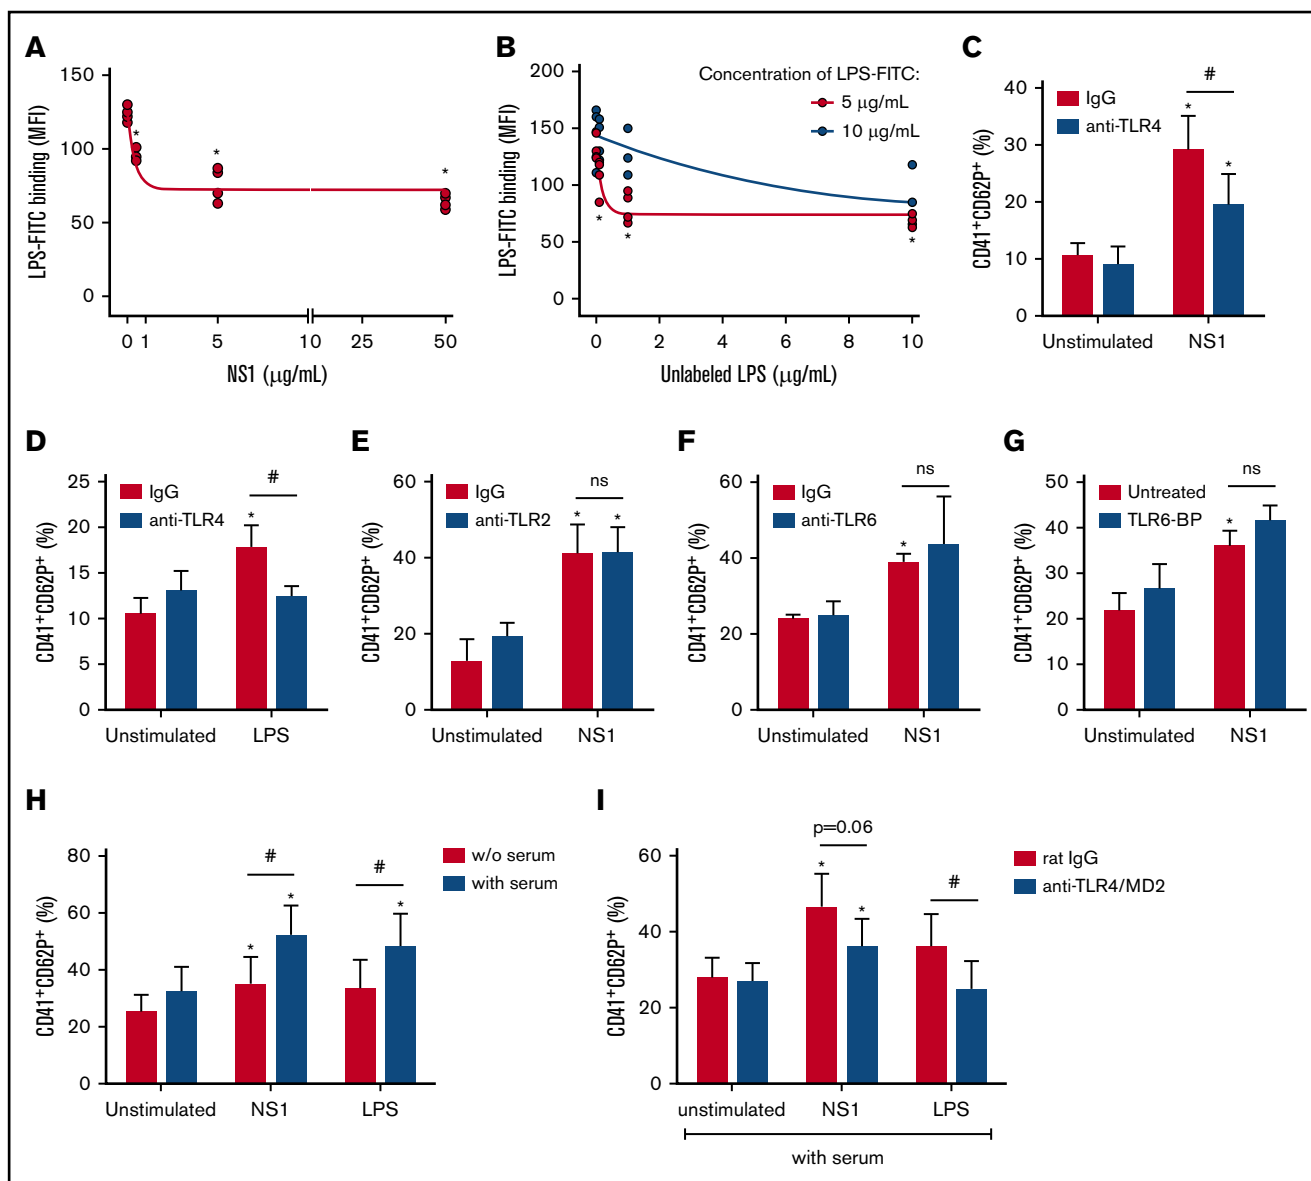 A
150
100
50
0
LPS-FITC binding (MFI)
*
*
*
0 1 5 10 25 50
NS1 (μg/mL)
B
200
150
100
50
0
LPS-FITC binding (MFI)
Concentration of LPS-FITC:
5 μg/mL
10 μg/mL
*
*
*
0 2 4 6 8 10
Unlabeled LPS (μg/mL)
C
40
30
20
10
0
CD41⁺CD62P⁺ (%)
IgG
anti-TLR4
#
*
*
Unstimulated NS1
D
25
20
15
10
5
0
CD41⁺CD62P⁺ (%)
IgG
anti-TLR4
#
*
Unstimulated LPS
E
60
40
20
0
CD41⁺CD62P⁺ (%)
IgG
anti-TLR2
ns
* *
Unstimulated NS1
F
60
40
20
0
CD41⁺CD62P⁺ (%)
IgG
anti-TLR6
ns
*
Unstimulated NS1
G
50
40
30
20
10
0
CD41⁺CD62P⁺ (%)
Untreated
TLR6-BP
ns
*
Unstimulated NS1
H
80
60
40
20
0
CD41⁺CD62P⁺ (%)
w/o serum
with serum
# #
* * *
Unstimulated NS1 LPS
I
60
40
20
0
CD41⁺CD62P⁺ (%)
p=0.06
rat IgG
anti-TLR4/MD2
#
*
*
unstimulated NS1 LPS
with serum